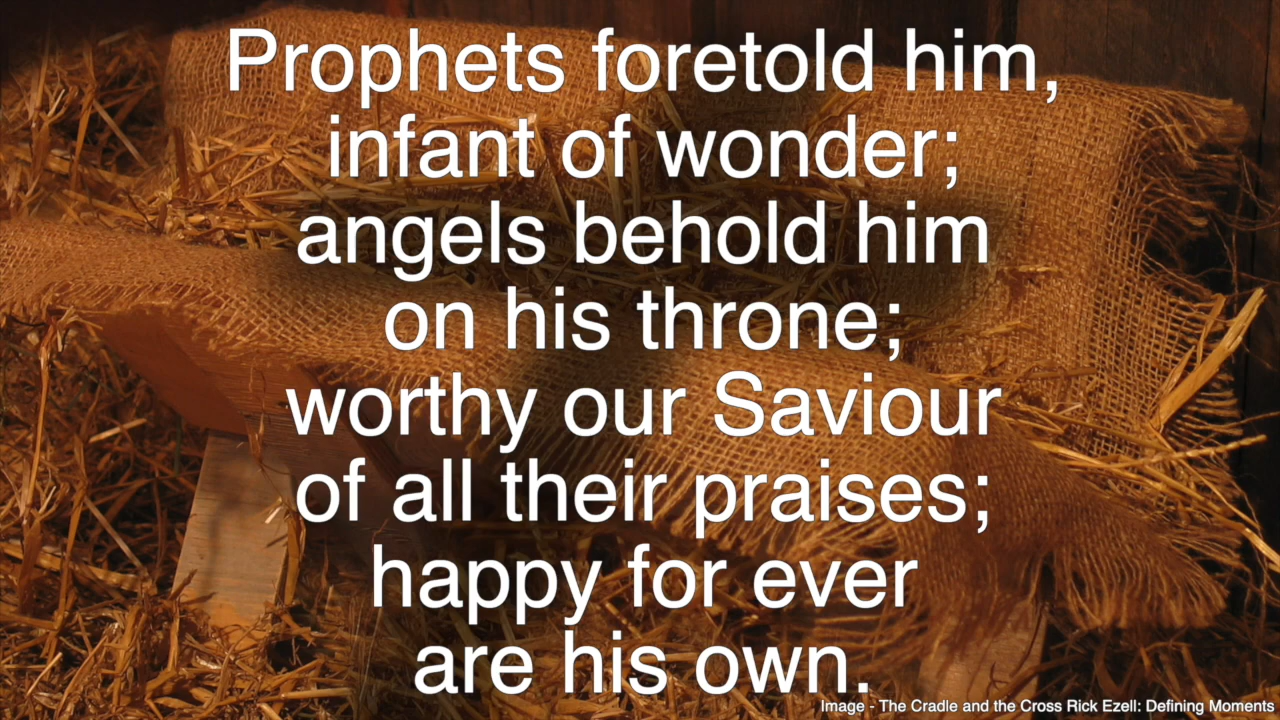 Prophets foretold him,
infant of wonder;
angels behold him
on his throne;
worthy our Saviour
of all their praises;
happy for ever
are his own.
Image - The Cradle and the Cross Rick Ezell: Defining Moments